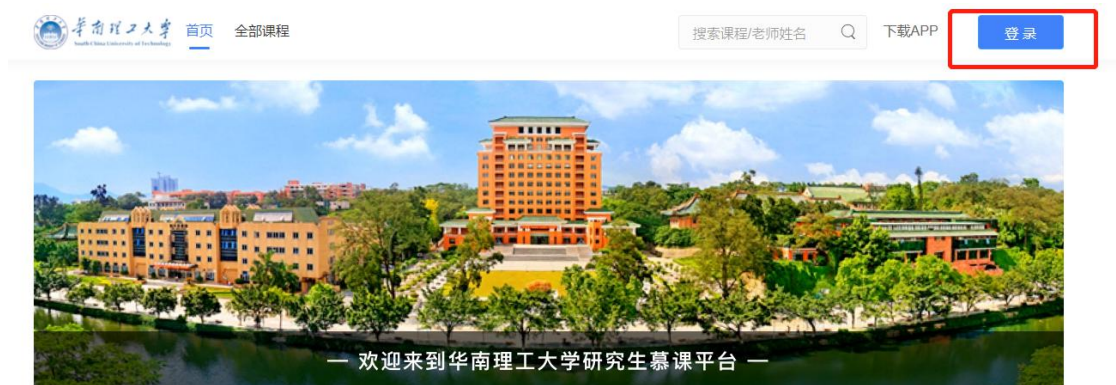 华南理工大学
South China University of Technology
首页
全部课程
搜索课程/老师姓名
下载APP
登录
— 欢迎来到华南理工大学研究生慕课平台 —